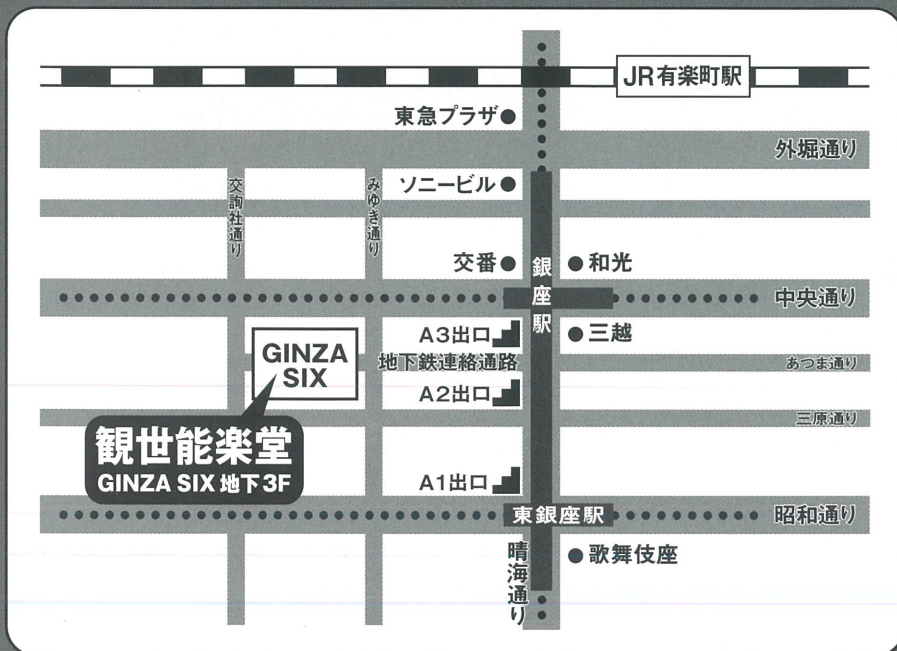 JR有楽町駅
東急プラザ
外堀通り
ソニービル
交詢社通り
みゆき通り
交番
銀座駅
和光
中央通り
A3出口
三越
GINZA
SIX
地下鉄連絡通路
あづま通り
A2出口
三原通り
観世能楽堂
GINZA SIX 地下3F
A1出口
東銀座駅
昭和通り
晴海通り
歌舞伎座